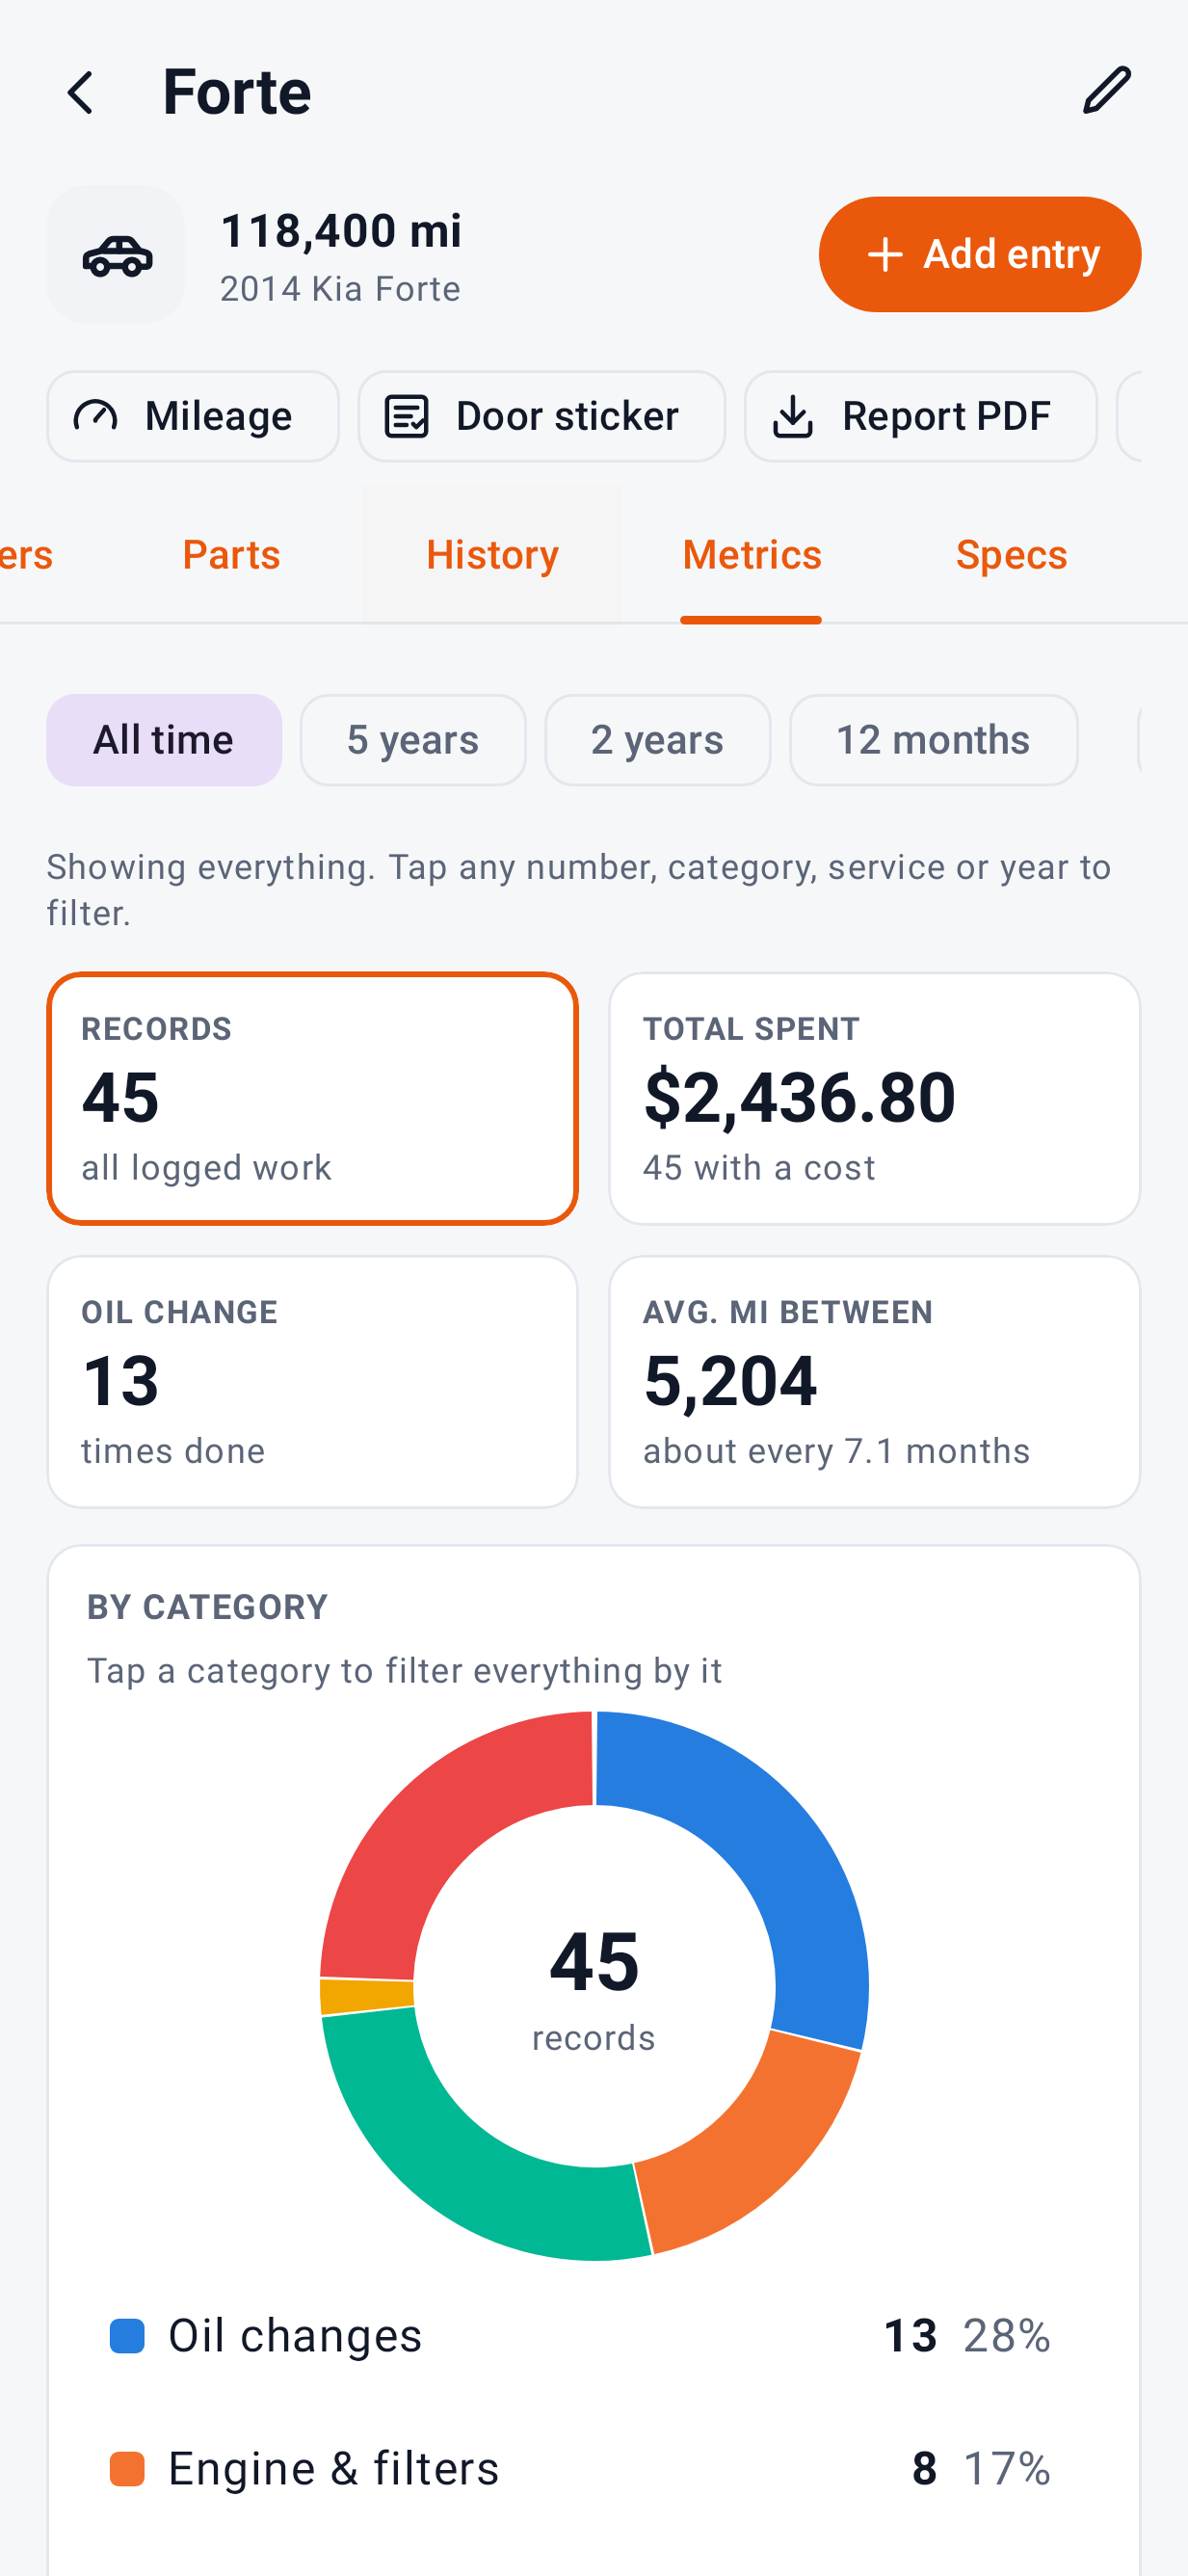 Forte
118,400 mi
2014 Kia Forte
Add entry
Mileage
Door sticker
Report PDF
ers
Parts
History
Metrics
Specs
All time
5 years
2 years
12 months
Showing everything. Tap any number, category, service or year to
filter.
RECORDS
45
all logged work
TOTAL SPENT
$2,436.80
45 with a cost
OIL CHANGE
13
times done
AVG. MI BETWEEN
5,204
about every 7.1 months
BY CATEGORY
Tap a category to filter everything by it
45
records
Oil changes 13 28%
Engine & filters 8 17%